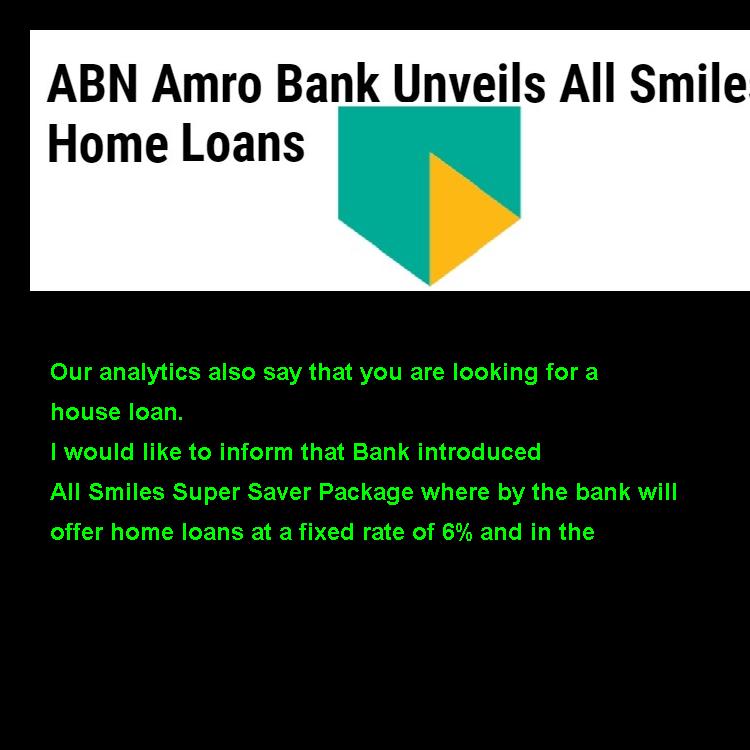 ABN Amro Bank Unveils All Smiles
Home Loans
Our analytics also say that you are looking for a
house loan.
I would like to inform that Bank introduced
All Smiles Super Saver Package where by the bank will
offer home loans at a fixed rate of 6% and in the